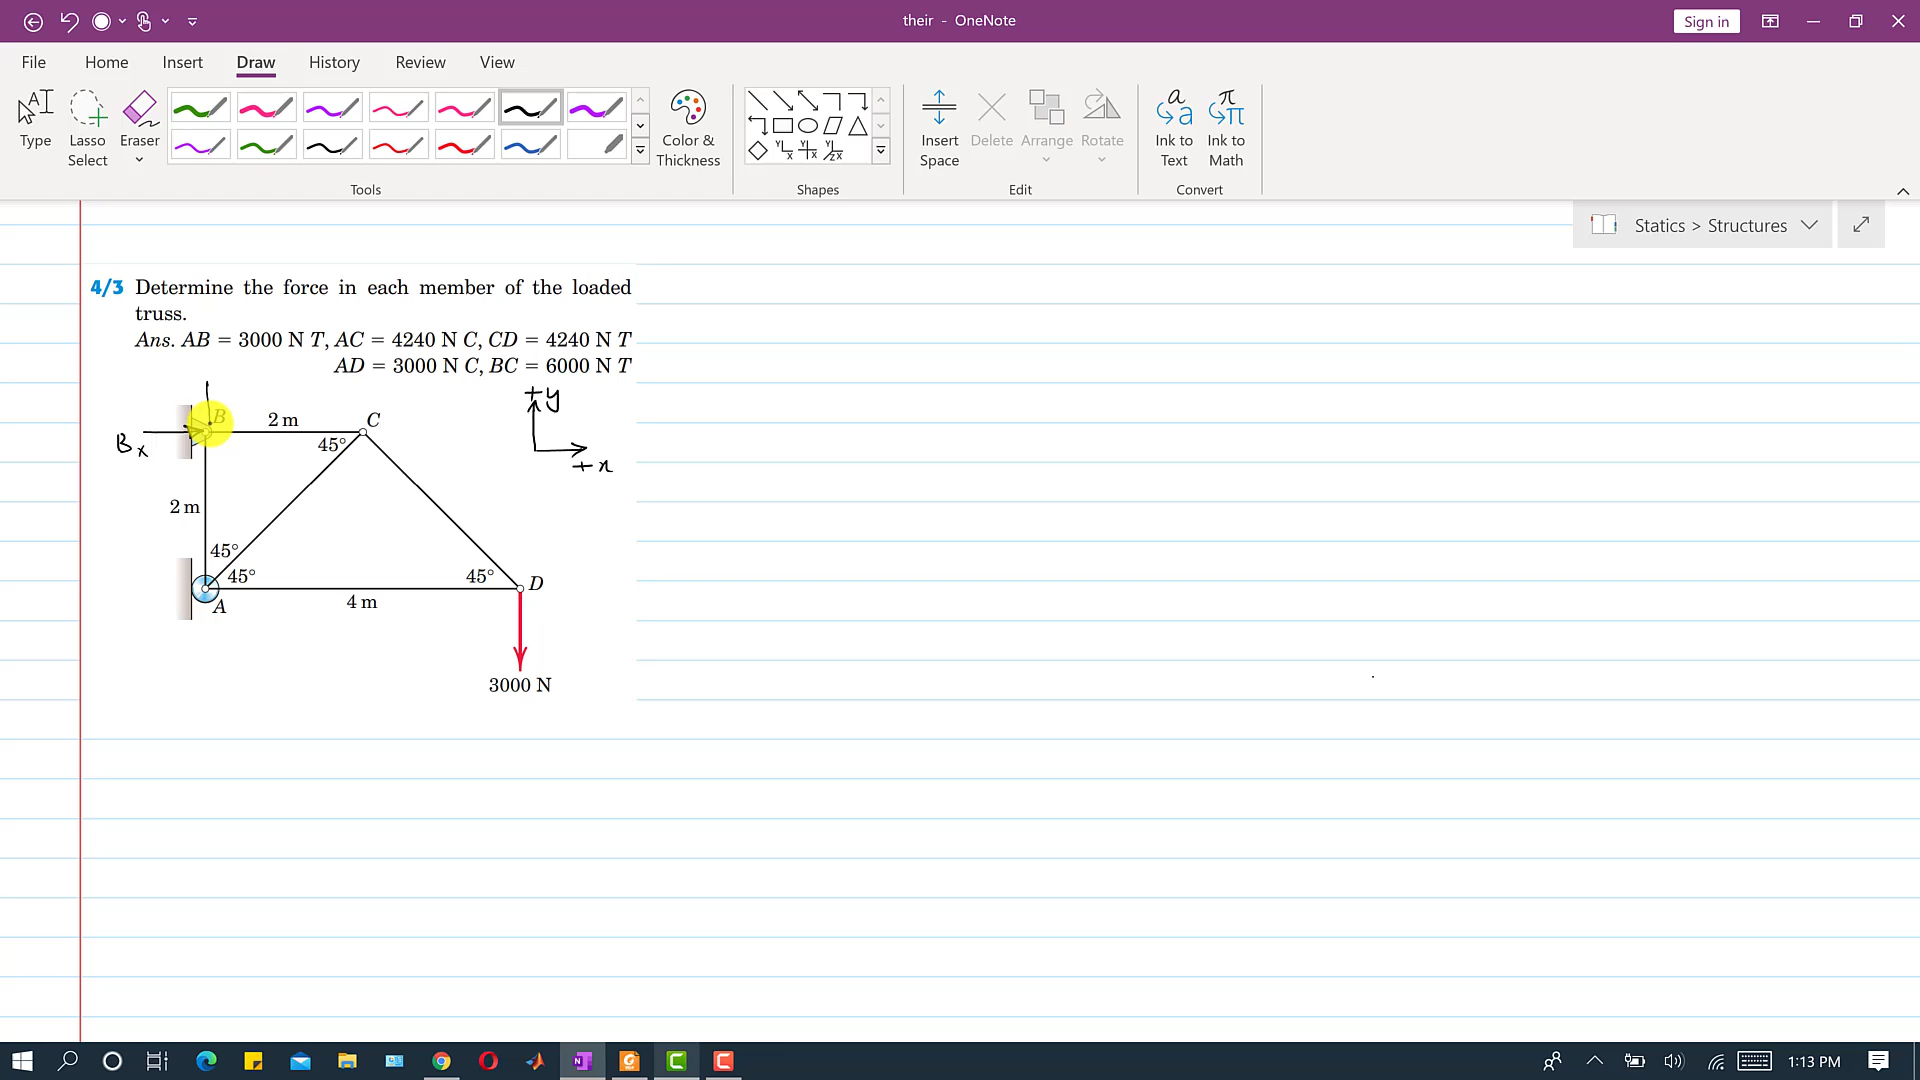 their - OneNote
Sign in
File Home Insert Draw History Review View
Type
Lasso Select
Eraser
Color & Thickness
Insert Space
Delete
Arrange
Rotate
Ink to Text
Ink to Math
Tools
Shapes
Edit
Convert
Statics > Structures
4/3 Determine the force in each member of the loaded
truss.
Ans. AB = 3000 N T, AC = 4240 N C, CD = 4240 N T
AD = 3000 N C, BC = 6000 N T
+y
B 2 m C
Bx 45°
+x
2 m
45°
45° 45° D
A 4 m
3000 N
1:13 PM